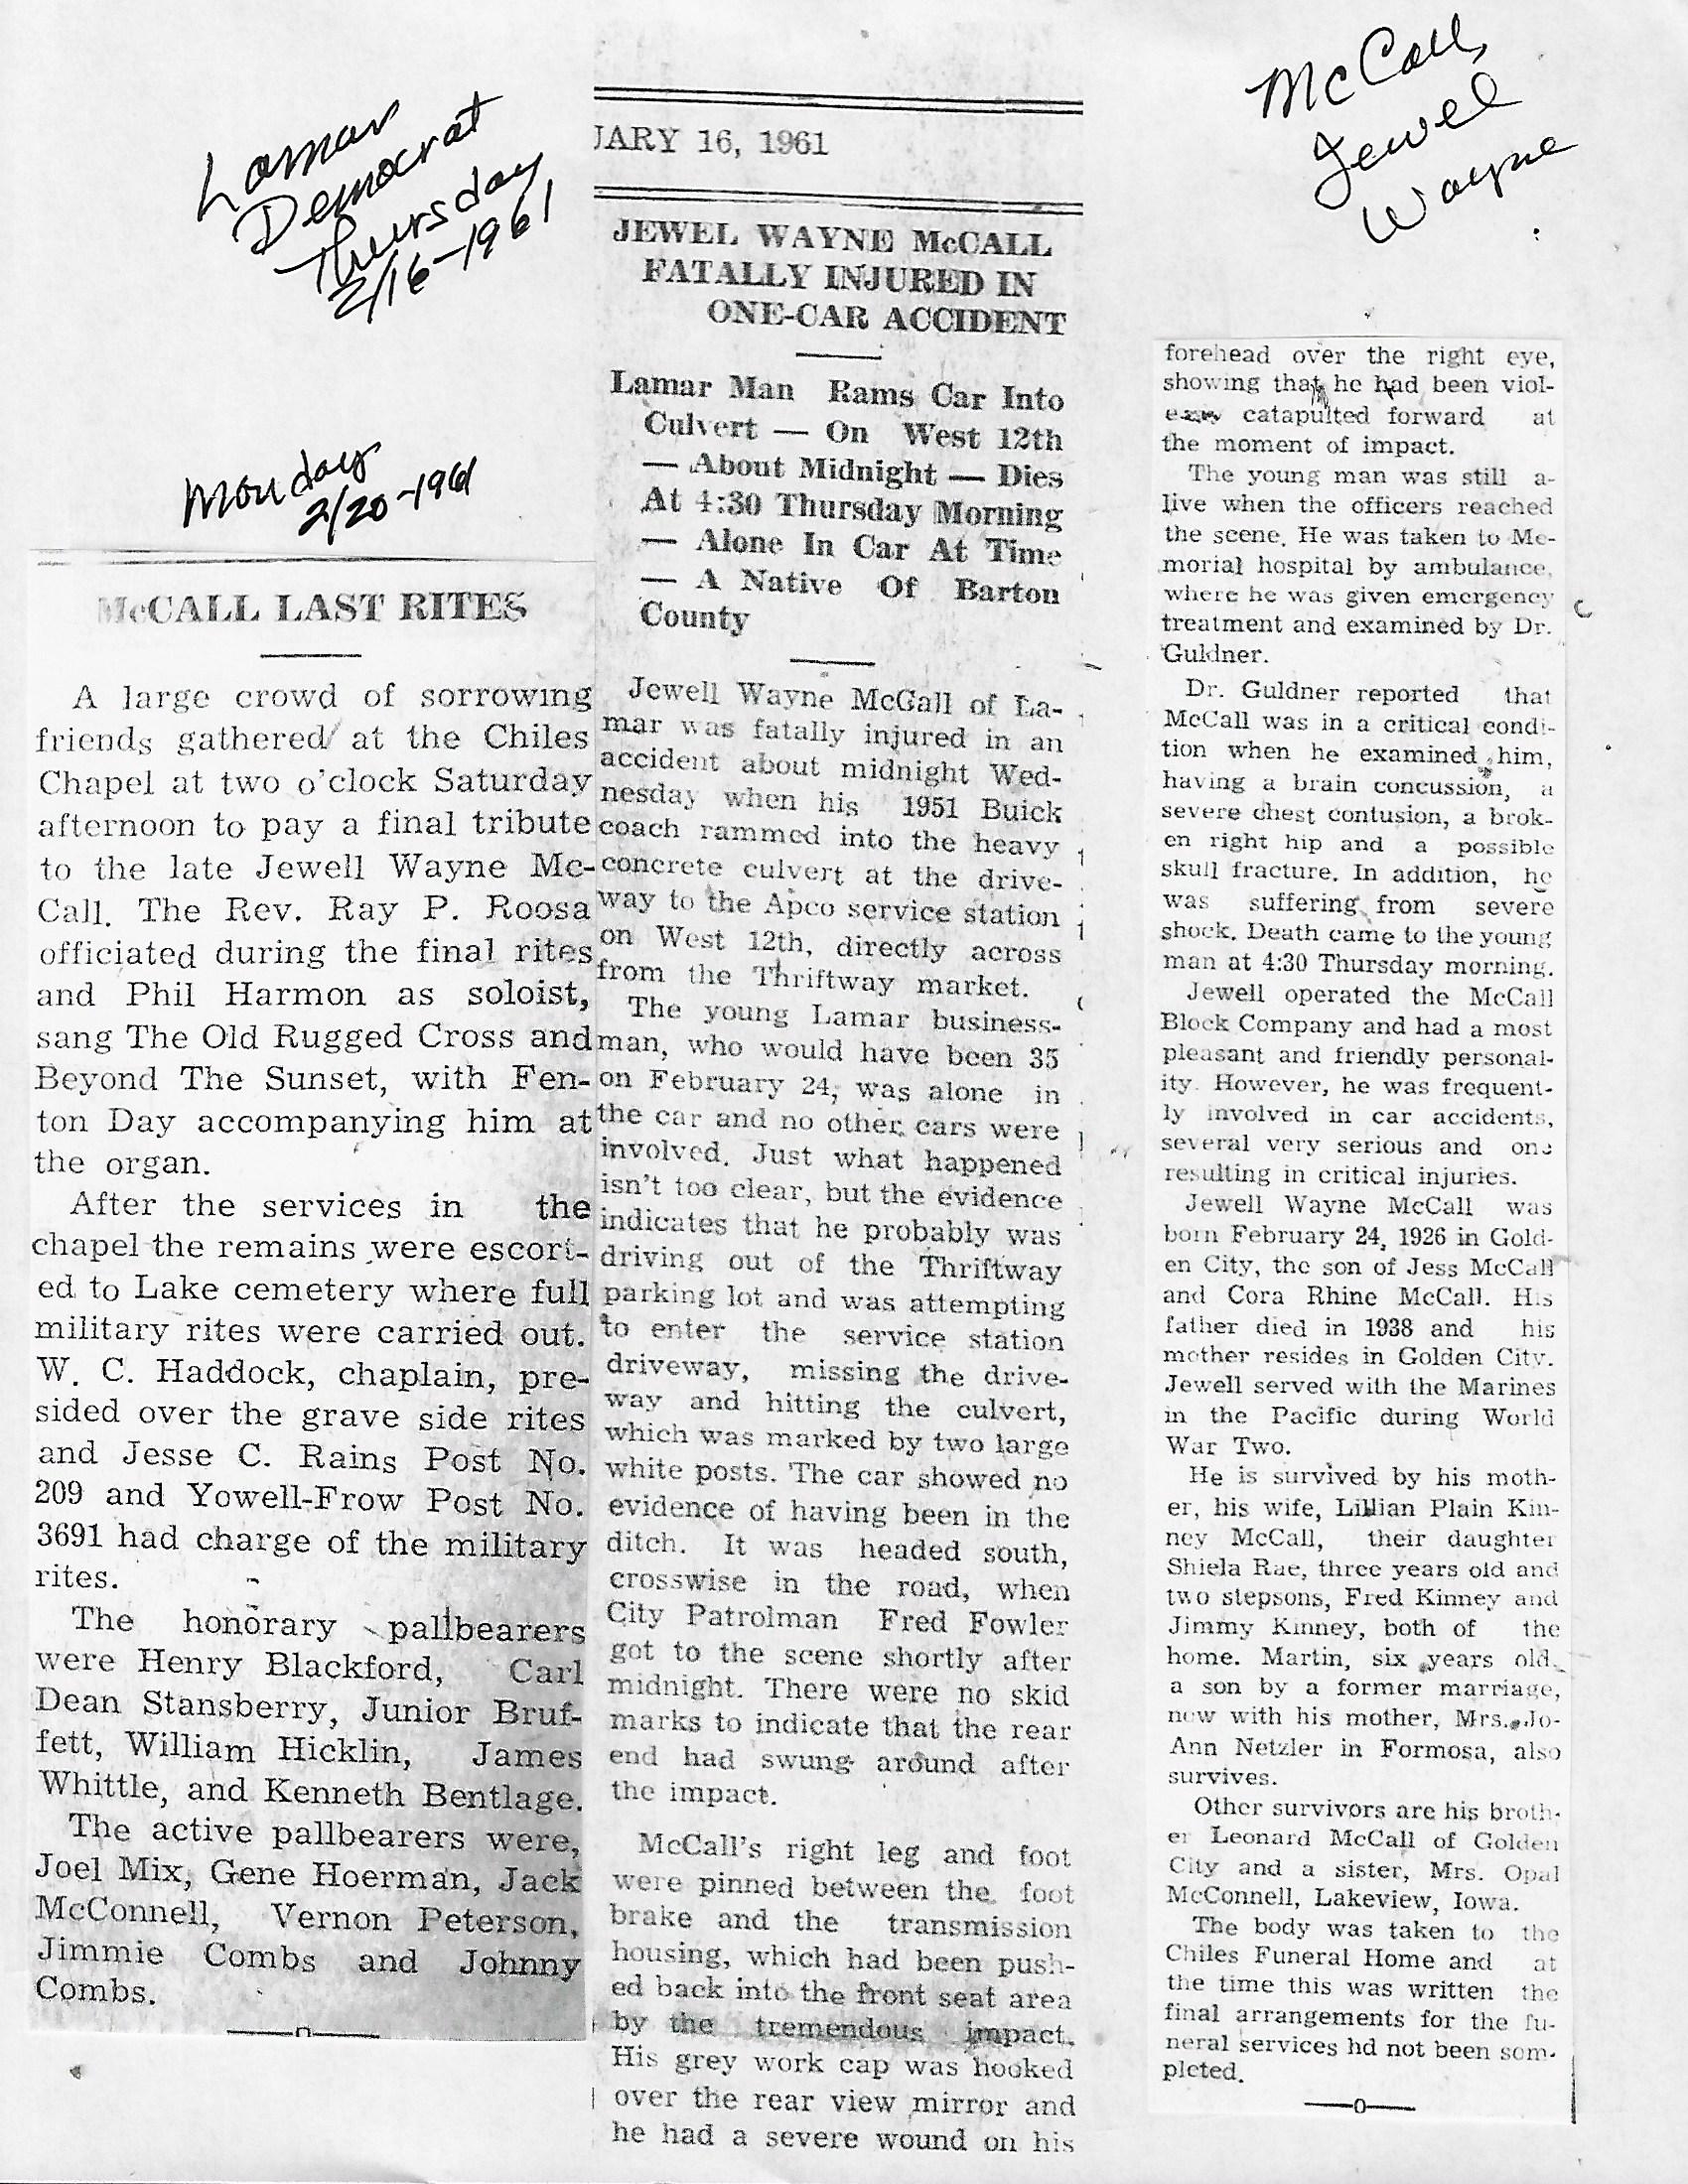 Lamar
Democrat
Thursday
2/16-1961
Monday
2/20-1961
McCALL LAST RITES
A large crowd of sorrowing
friends gathered at the Chiles
Chapel at two o'clock Saturday
afternoon to pay a final tribute
to the late Jewell Wayne Mc-
Call. The Rev. Ray P. Roosa
officiated during the final rites
and Phil Harmon as soloist,
sang The Old Rugged Cross and
Beyond The Sunset, with Fen-
ton Day accompanying him at
the organ.
After the services in the
chapel the remains were escort-
ed to Lake cemetery where full
military rites were carried out.
W. C. Haddock, chaplain, pre-
sided over the grave side rites
and Jesse C. Rains Post No.
209 and Yowell-Frow Post No.
3691 had charge of the military
rites.
The honorary pallbearers
were Henry Blackford, Carl
Dean Stansberry, Junior Bruf-
fett, William Hicklin, James
Whittle, and Kenneth Bentlage.
The active pallbearers were,
Joel Mix, Gene Hoerman, Jack
McConnell, Vernon Peterson,
Jimmie Combs and Johnny
Combs.
JARY 16, 1961
JEWEL WAYNE McCALL
FATALLY INJURED IN
ONE-CAR ACCIDENT
Lamar Man Rams Car Into
Culvert — On West 12th
— About Midnight — Dies
At 4:30 Thursday Morning
— Alone In Car At Time
— A Native Of Barton
County
Jewell Wayne McCall of La-
mar was fatally injured in an
accident about midnight Wed-
nesday when his 1951 Buick
coach rammed into the heavy
concrete culvert at the drive-
way to the Apco service station
on West 12th, directly across
from the Thriftway market.
The young Lamar business-
man, who would have been 35
on February 24, was alone in
the car and no other cars were
involved. Just what happened
isn't too clear, but the evidence
indicates that he probably was
driving out of the Thriftway
parking lot and was attempting
to enter the service station
driveway, missing the drive-
way and hitting the culvert,
which was marked by two large
white posts. The car showed no
evidence of having been in the
ditch. It was headed south,
crosswise in the road, when
City Patrolman Fred Fowler
got to the scene shortly after
midnight. There were no skid
marks to indicate that the rear
end had swung around after
the impact.
McCall's right leg and foot
were pinned between the foot
brake and the transmission
housing, which had been push-
ed back into the front seat area
by the tremendous impact.
His grey work cap was hooked
over the rear view mirror and
he had a severe wound on his
McCall,
Jewel
Wayne
forehead over the right eye,
showing that he had been viol-
catapulted forward at
the moment of impact.
The young man was still a-
live when the officers reached
the scene. He was taken to Me-
morial hospital by ambulance,
where he was given emergency
treatment and examined by Dr.
Guldner.
Dr. Guldner reported that
McCall was in a critical condi-
tion when he examined him,
having a brain concussion, a
severe chest contusion, a brok-
en right hip and a possible
skull fracture. In addition, he
was suffering from severe
shock. Death came to the young
man at 4:30 Thursday morning.
Jewell operated the McCall
Block Company and had a most
pleasant and friendly personal-
ity. However, he was frequent-
ly involved in car accidents,
several very serious and one
resulting in critical injuries.
Jewell Wayne McCall was
born February 24, 1926 in Gold-
en City, the son of Jess McCall
and Cora Rhine McCall. His
father died in 1938 and his
mother resides in Golden City.
Jewell served with the Marines
in the Pacific during World
War Two.
He is survived by his moth-
er, his wife, Lillian Plain Kin-
ney McCall, their daughter
Shiela Rae, three years old and
two stepsons, Fred Kinney and
Jimmy Kinney, both of the
home. Martin, six years old,
a son by a former marriage,
now with his mother, Mrs. Jo-
Ann Netzler in Formosa, also
survives.
Other survivors are his broth-
er Leonard McCall of Golden
City and a sister, Mrs. Opal
McConnell, Lakeview, Iowa.
The body was taken to the
Chiles Funeral Home and at
the time this was written the
final arrangements for the fu-
neral services hd not been som-
pleted.